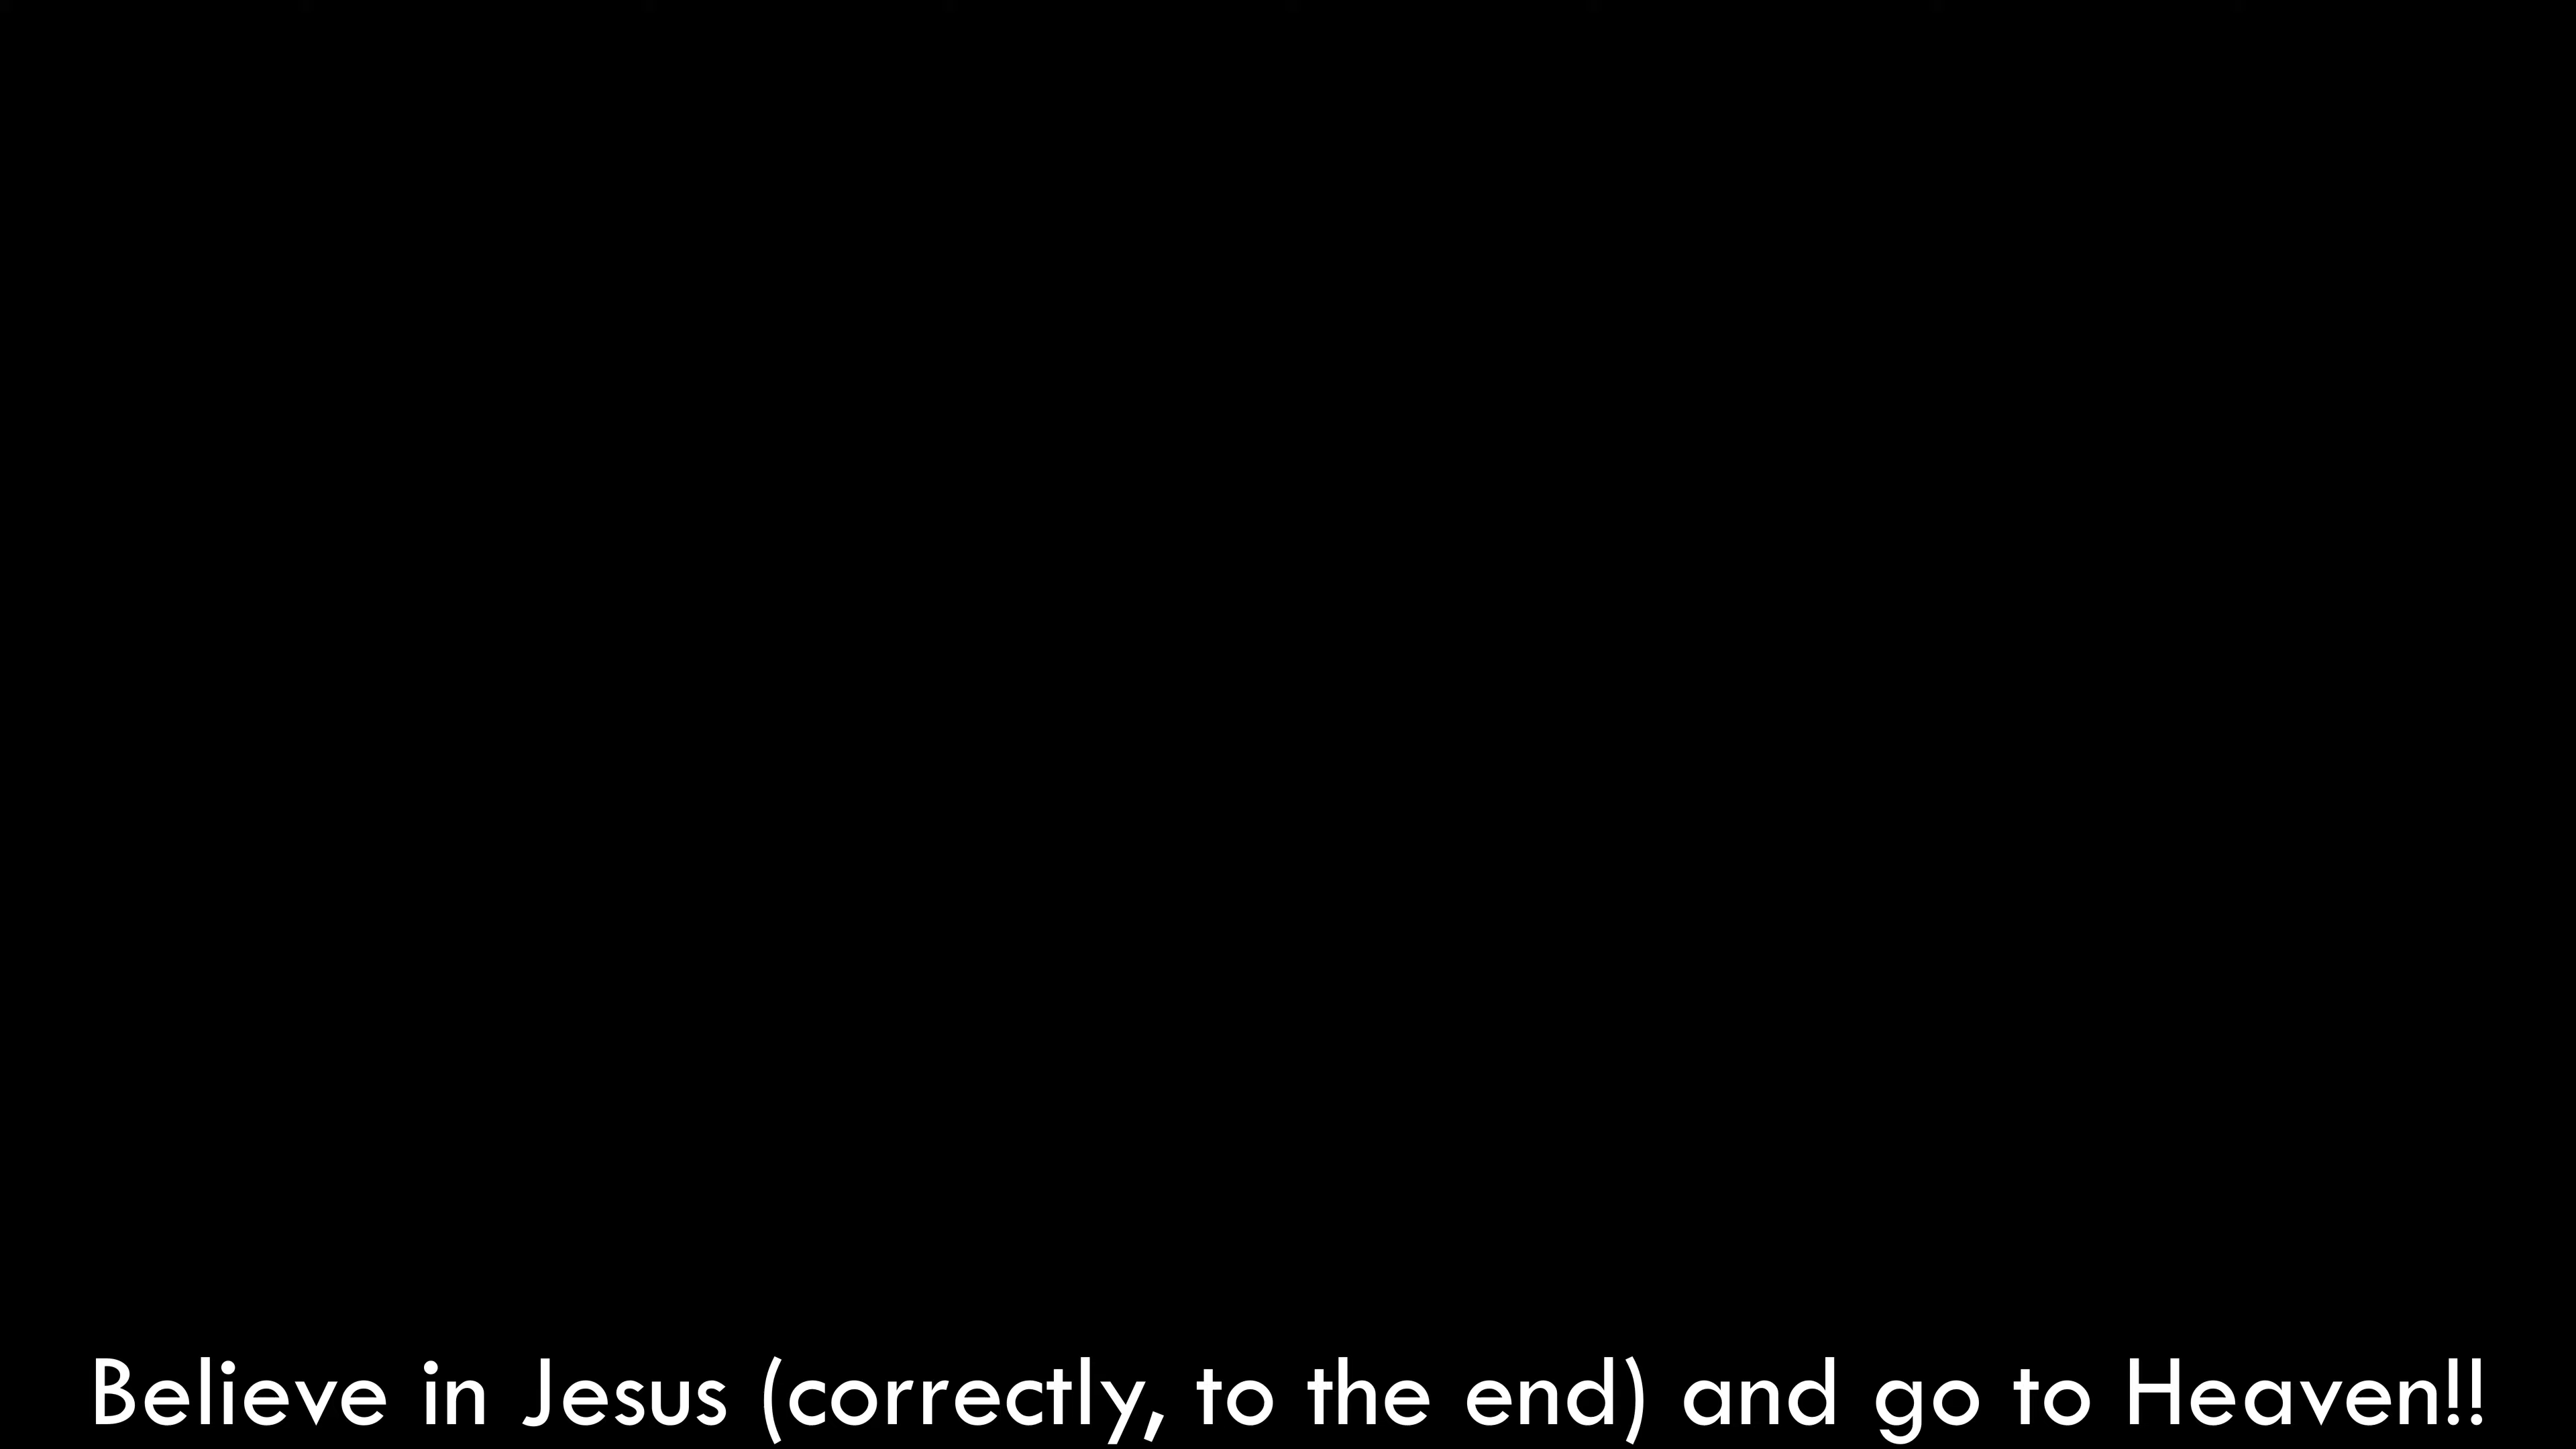 Believe in Jesus (correctly, to the end) and go to Heaven!!